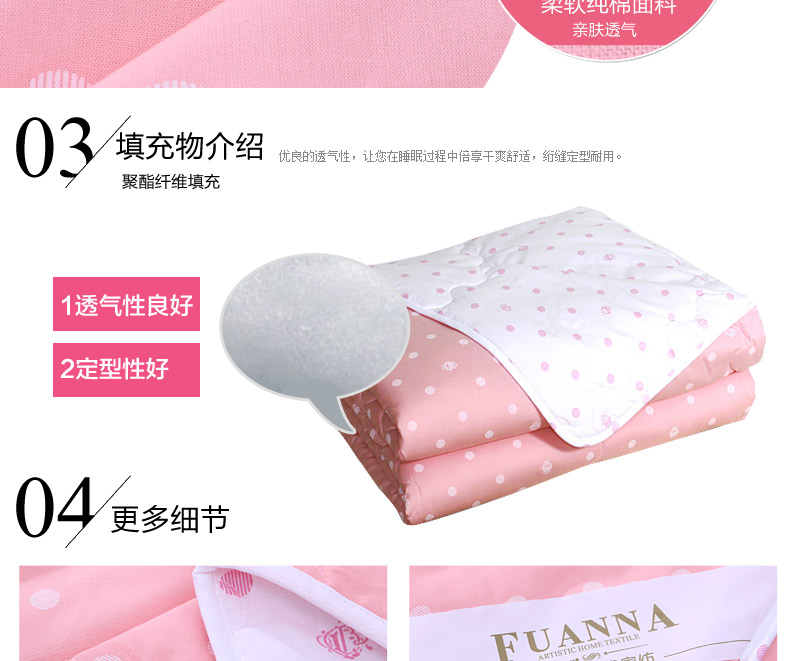 柔软纯棉面料
亲肤透气
03 填充物介绍
优良的透气性，让您在睡眠过程中倍享干爽舒适，绗缝定型耐用。
聚酯纤维填充
1透气性良好
2定型性好
04 更多细节
FUANNA
ARTISTIC HOME TEXTILE